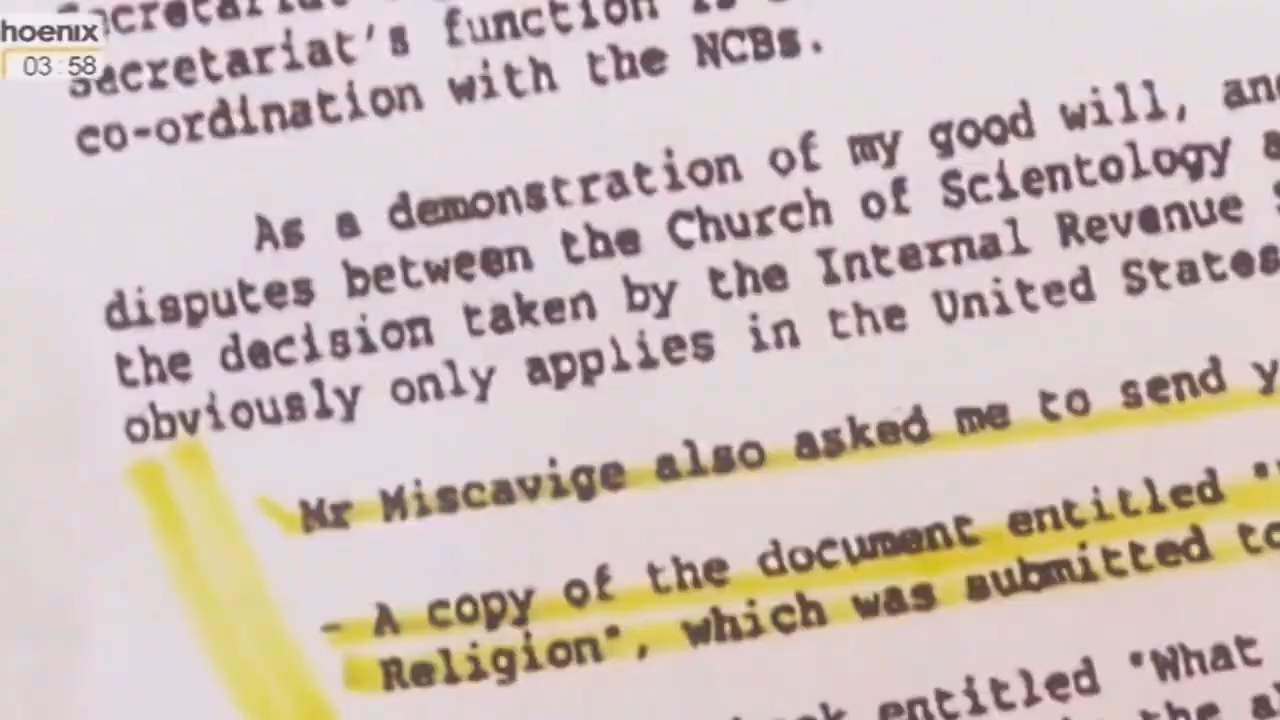 hoenix
03:58
Secretariat's function is
co-ordination with the NCBs.
As a demonstration of my good will, and
disputes between the Church of Scientology
the decision taken by the Internal Revenue
obviously only applies in the United States
Mr Miscavige also asked me to send
- A copy of the document entitled "
Religion", which was submitted to
entitled "What
the